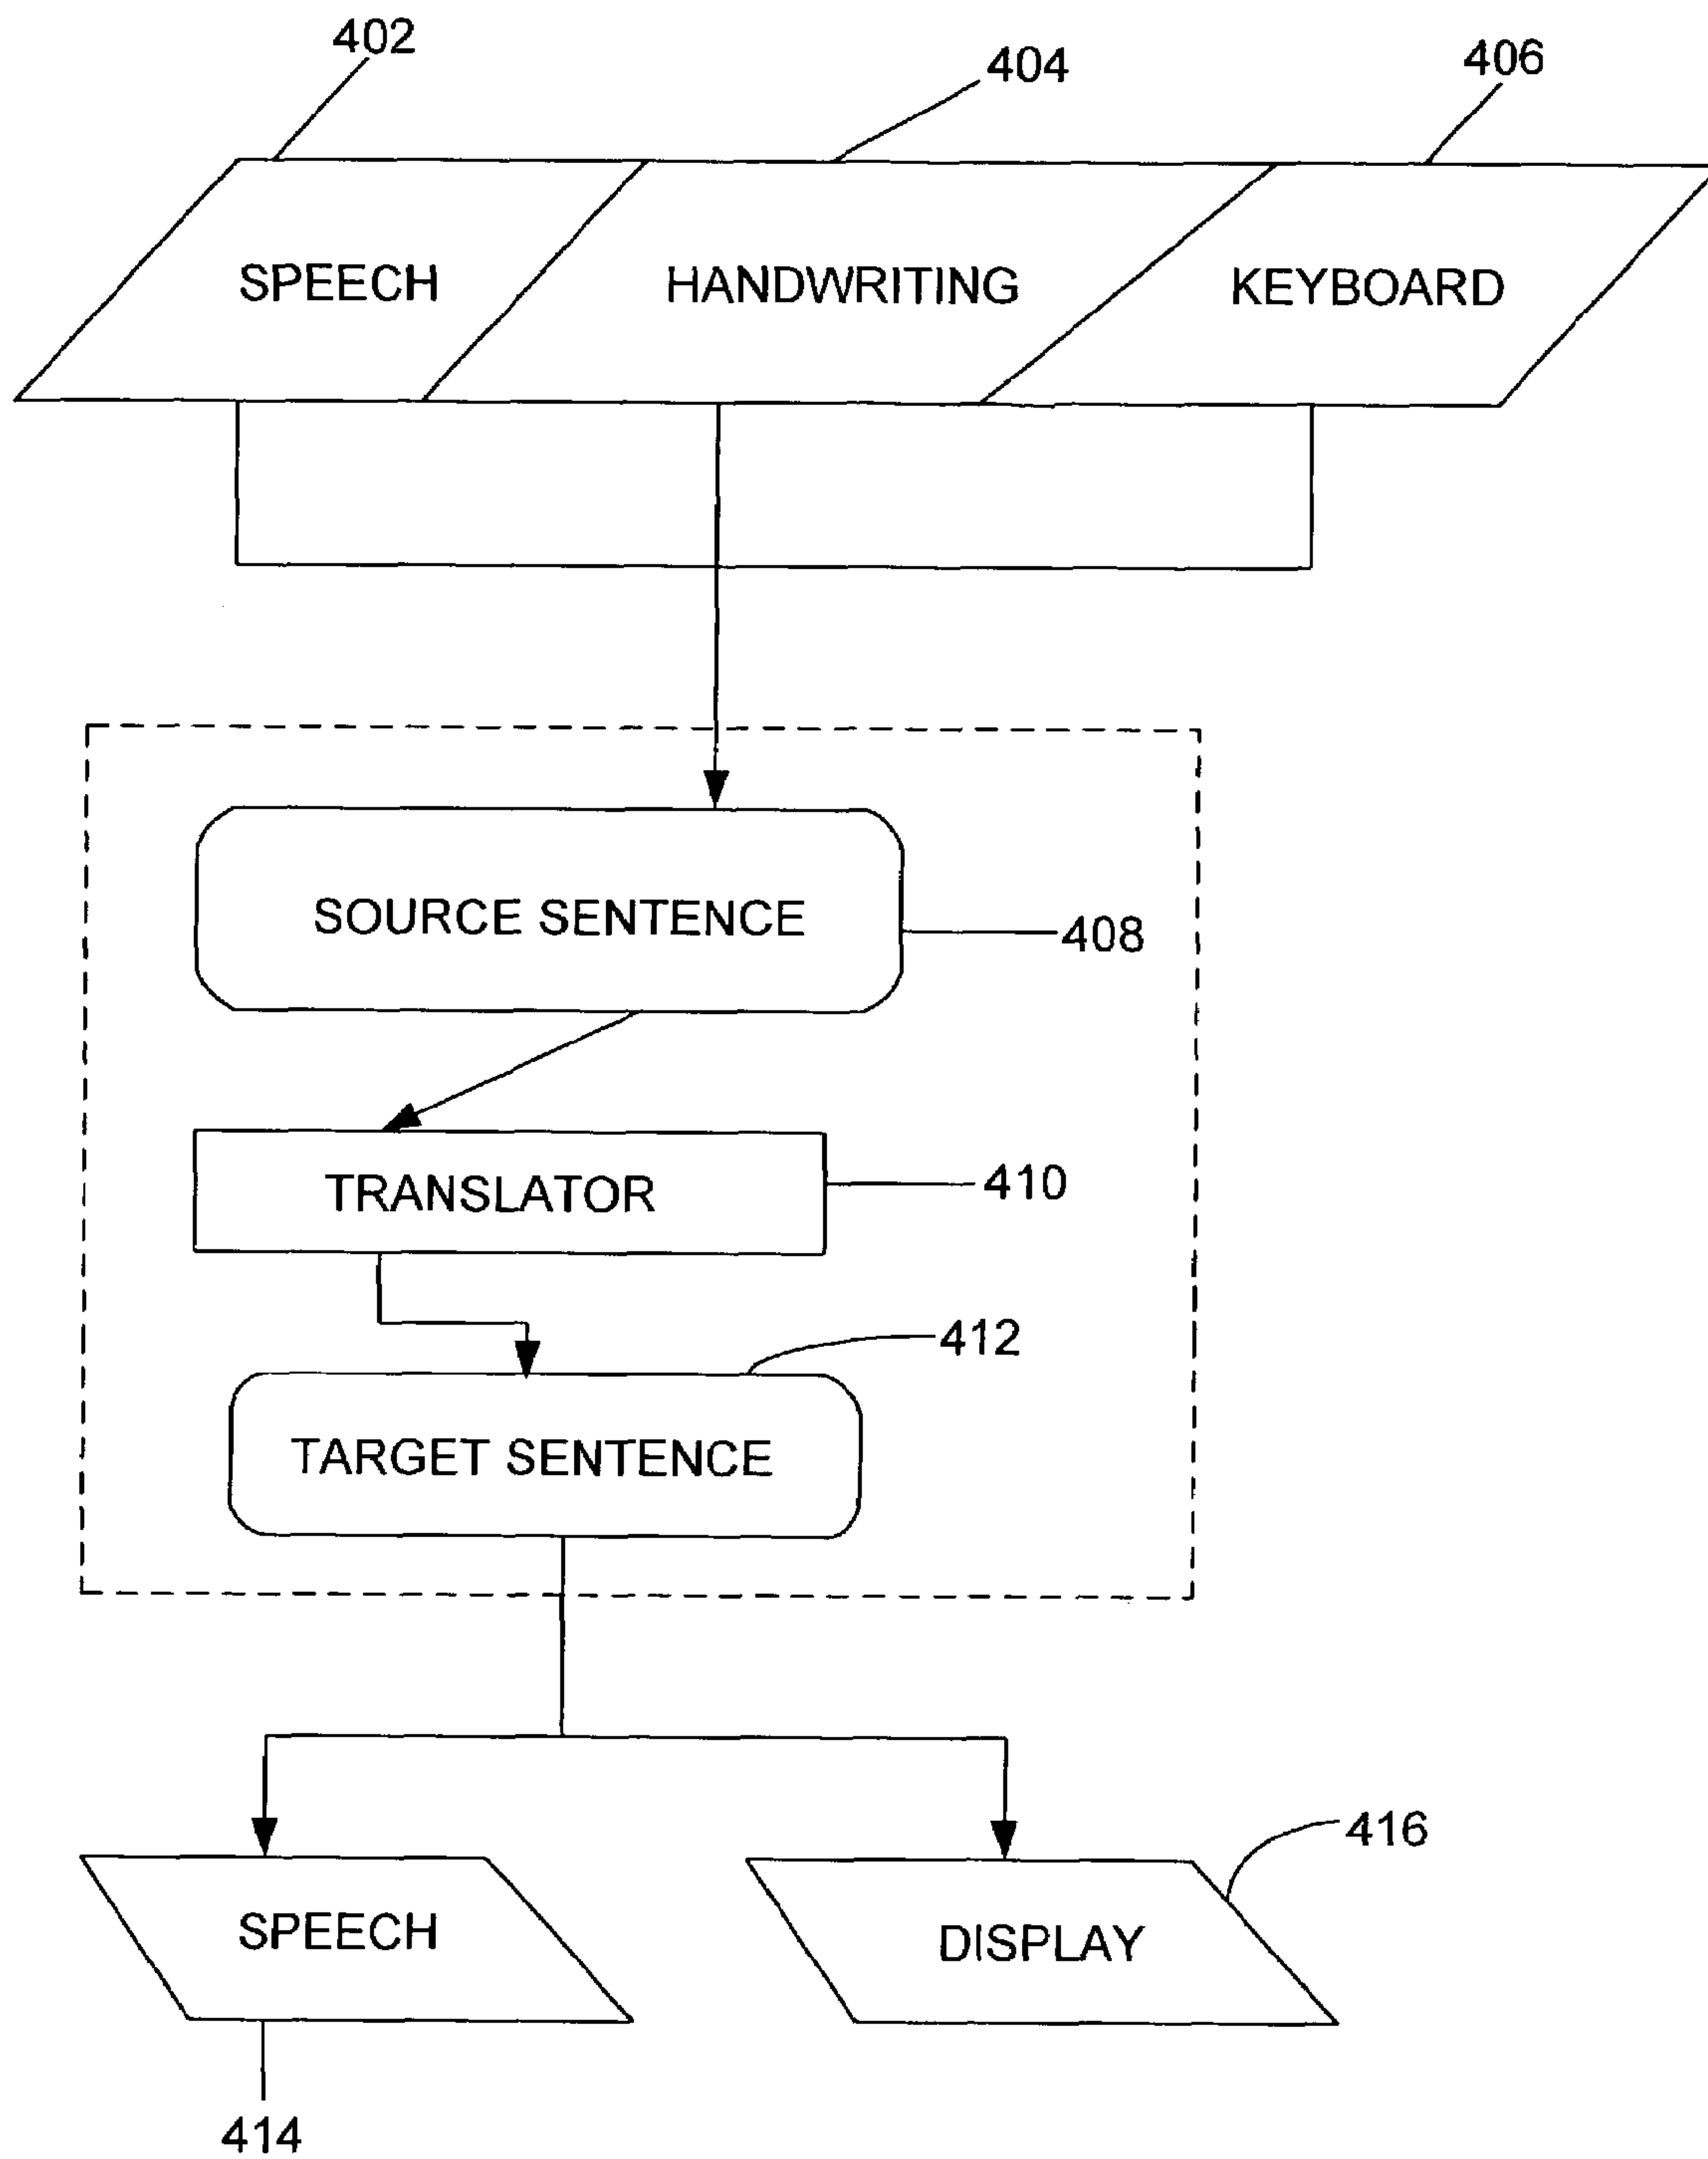 402
404
406
SPEECH
HANDWRITING
KEYBOARD
SOURCE SENTENCE
408
TRANSLATOR
410
412
TARGET SENTENCE
416
SPEECH
DISPLAY
414